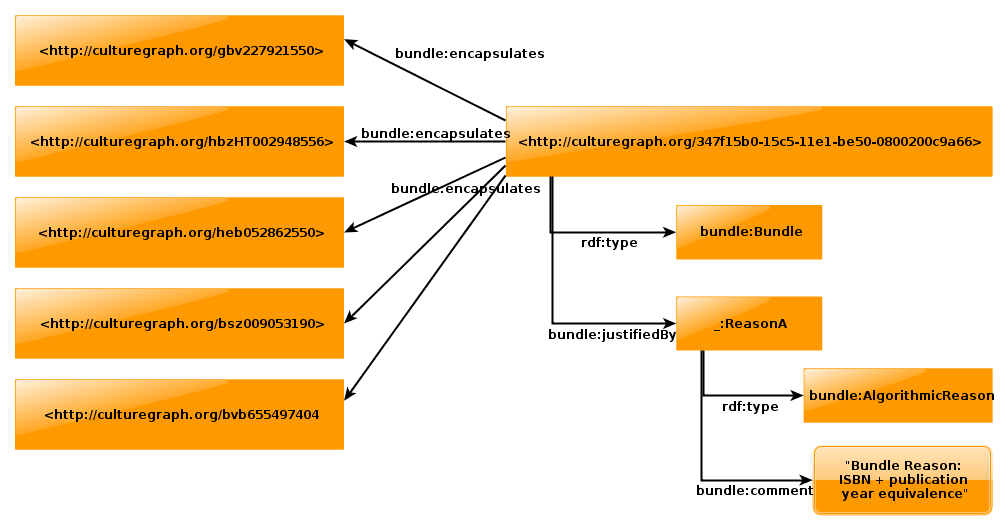 <http://culturegraph.org/gbv227921550>
bundle:encapsulates
<http://culturegraph.org/hbzHT002948556>
bundle:encapsulates
<http://culturegraph.org/347f15b0-15c5-11e1-be50-0800200c9a66>
bundle:encapsulates
<http://culturegraph.org/heb052862550>
rdf:type
bundle:Bundle
<http://culturegraph.org/bsz009053190>
bundle:justifiedBy
_:ReasonA
<http://culturegraph.org/bvb655497404
rdf:type
bundle:AlgorithmicReason
bundle:comment
"Bundle Reason:
ISBN + publication
year equivalence"